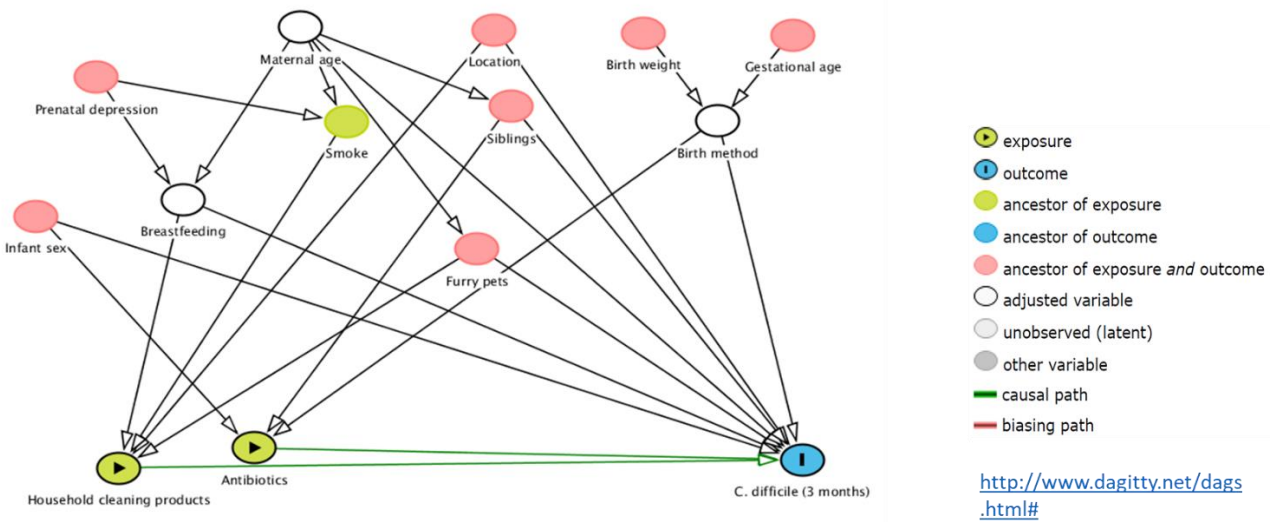 Maternal age
Location
Birth weight
Gestational age
Prenatal depression
Smoke
Siblings
Birth method
Breastfeeding
Infant sex
Furry pets
Household cleaning products
Antibiotics
C. difficile (3 months)
exposure
outcome
ancestor of exposure
ancestor of outcome
ancestor of exposure and outcome
adjusted variable
unobserved (latent)
other variable
causal path
biasing path
http://www.dagitty.net/dags
.html#